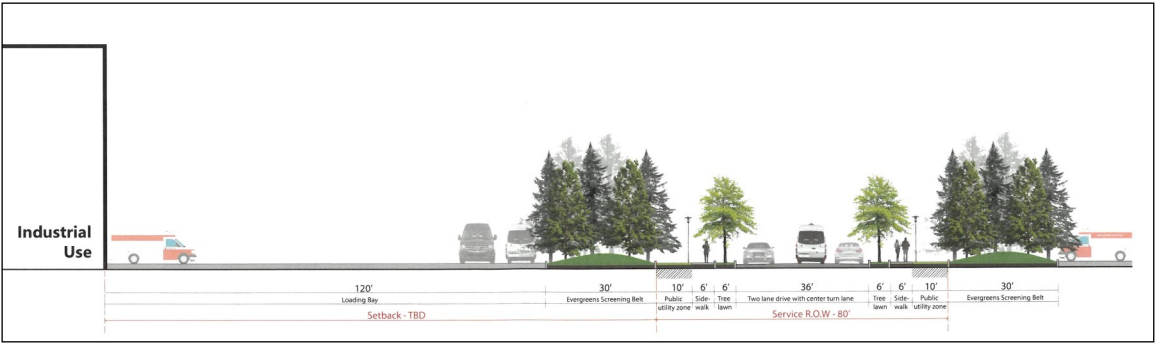 Industrial
Use
120' 30' 10' 6' 6' 36' 6' 6' 10' 30'
Loading Bay Evergreens Screening Belt Public Side- Tree Two lane drive with center turn lane Tree Side- Public Evergreens Screening Belt
utility zone walk lawn lawn walk utility zone
Setback - TBD Service R.O.W - 80'